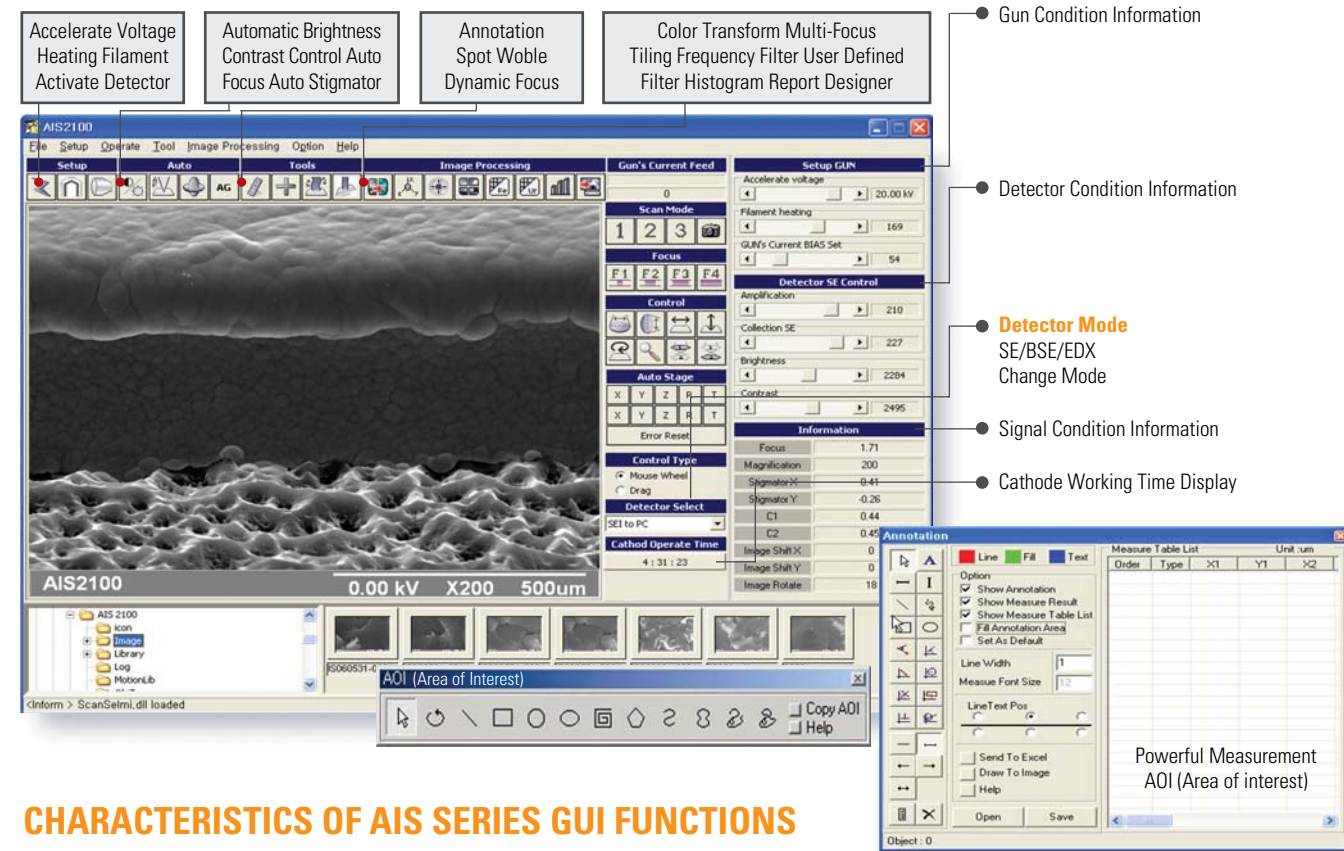 Accelerate Voltage
Heating Filament
Activate Detector
Automatic Brightness
Contrast Control Auto
Focus Auto Stigmator
Annotation
Spot Woble
Dynamic Focus
Color Transform Multi-Focus
Tiling Frequency Filter User Defined
Filter Histogram Report Designer
Gun Condition Information
Detector Condition Information
Detector Mode
SE/BSE/EDX
Change Mode
Signal Condition Information
Cathode Working Time Display
AIS2100
File Setup Operate Tool Image Processing Option Help
Setup Auto Tools Image Processing
AG
Gun's Current Feed
0
Scan Mode
1 2 3
Focus
F1 F2 F3 F4
Control
Auto Stage
X Y Z R T
X Y Z R T
Error Reset
Control Type
Mouse Wheel
Drag
Detector Select
SEI to PC
Cathod Operate Time
4 : 31 : 23
Setup GUN
Accelerate voltage
20.00 kV
Filament heating
169
GUN's Current BIAS Set
54
Detector SE Control
Amplification
210
Collection SE
227
Brightness
2284
Contrast
2495
Information
Focus 1.71
Magnification 200
Stigmator X 0.41
Stigmator Y -0.26
C1 0.44
C2 0.45
Image Shift X 0
Image Shift Y 0
Image Rotate 18
AIS2100 0.00 kV X200 500um
AIS 2100
icon
Image
Library
Log
MotionLib
<Inform > ScanSelmi,dll loaded
AOI (Area of Interest)
Copy AOI
Help
Annotation
Line Fill Text
Option
Show Annotation
Show Measure Result
Show Measure Table List
Fill Annotation Area
Set As Default
Line Width 1
Measue Font Size 12
LineText Pos
Send To Excel
Draw To Image
Help
Open Save
Measure Table List Unit :um
Order Type X1 Y1 X2
Powerful Measurement
AOI (Area of interest)
Object : 0
CHARACTERISTICS OF AIS SERIES GUI FUNCTIONS